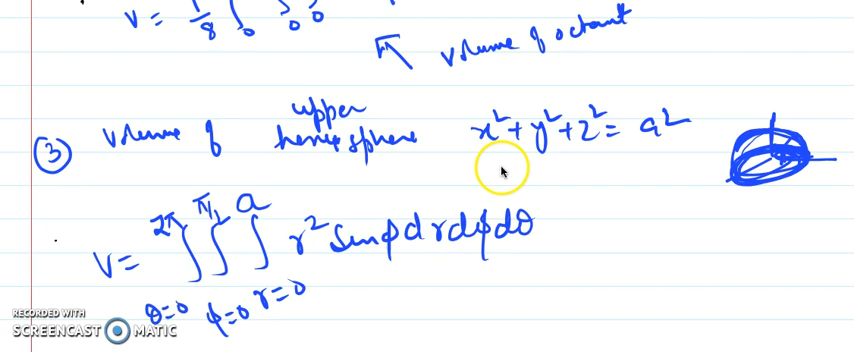 V = 1/8 ∫₀ ∫₀ ∫₀
volume of octant
③ volume of upper hemisphere x² + y² + z² = a²
V = ∫_{θ=0}^{2π} ∫_{φ=0}^{π/2} ∫_{r=0}^{a} r² sinφ dr dφ dθ
RECORDED WITH
SCREENCAST MATIC